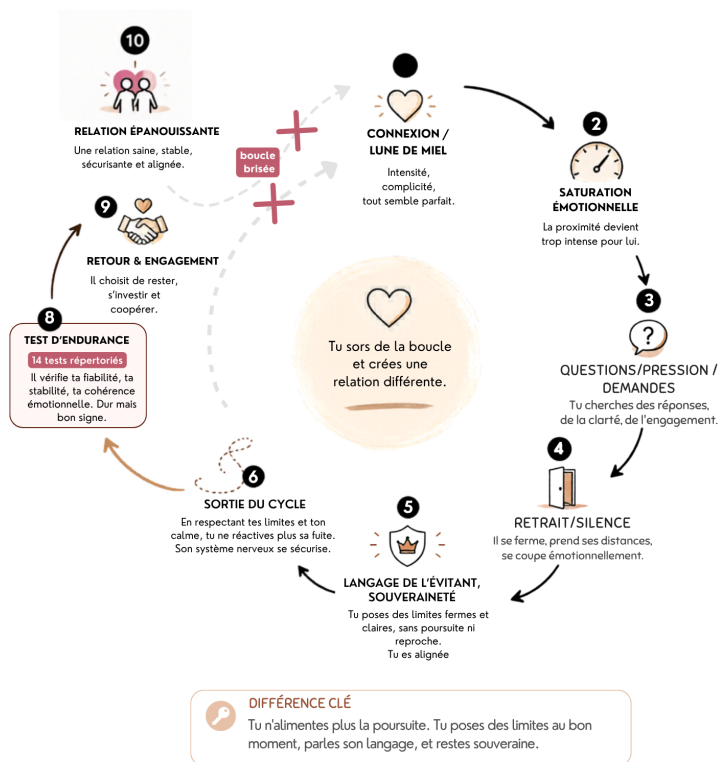 CONNEXION /
LUNE DE MIEL
Intensité,
complicité,
tout semble parfait.
2
SATURATION
ÉMOTIONNELLE
La proximité devient
trop intense pour lui.
3
?
QUESTIONS/PRESSION /
DEMANDES
Tu cherches des réponses,
de la clarté, de l'engagement.
4
RETRAIT/SILENCE
Il se ferme, prend ses distances,
se coupe émotionnellement.
5
LANGAGE DE L'ÉVITANT,
SOUVERAINETÉ
Tu poses des limites fermes et
claires, sans poursuite ni
reproche.
Tu es alignée
6
SORTIE DU CYCLE
En respectant tes limites et ton
calme, tu ne réactives plus sa fuite.
Son système nerveux se sécurise.
8
TEST D'ENDURANCE
14 tests répertoriés
Il vérifie ta fiabilité, ta
stabilité, ta cohérence
émotionnelle. Dur mais
bon signe.
9
RETOUR & ENGAGEMENT
Il choisit de rester,
s'investir et
coopérer.
10
RELATION ÉPANOUISSANTE
Une relation saine, stable,
sécurisante et alignée.
boucle
brisée
Tu sors de la boucle
et crées une
relation différente.
DIFFÉRENCE CLÉ
Tu n'alimentes plus la poursuite. Tu poses des limites au bon
moment, parles son langage, et restes souveraine.